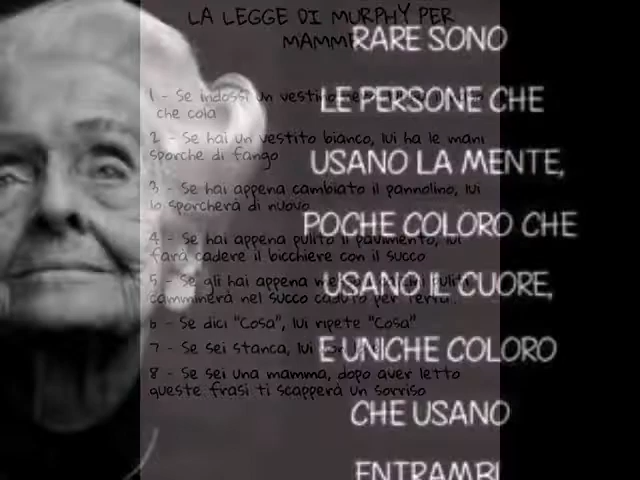 LA LEGGE DI MURPHY PER
MAMME
1 - Se indossi un vestito
che cola
2 - Se hai un vestito bianco, lui ha le mani
sporche di fango
3 - Se hai appena cambiato il pannolino, lui
lo sporcherà di nuovo
4 - Se hai appena pulito il pavimento, lui
farà cadere il bicchiere con il succo
5 - Se gli hai appena puliti
camminerà nel succo caduto per terra..
6 - Se dici "Cosa", lui ripete "Cosa"
7 - Se sei stanca, lui
8 - Se sei una mamma, dopo aver letto
queste frasi ti scapperà un sorriso
RARE SONO
LE PERSONE CHE
USANO LA MENTE,
POCHE COLORO CHE
USANO IL CUORE,
E UNICHE COLORO
CHE USANO
ENTRAMBI